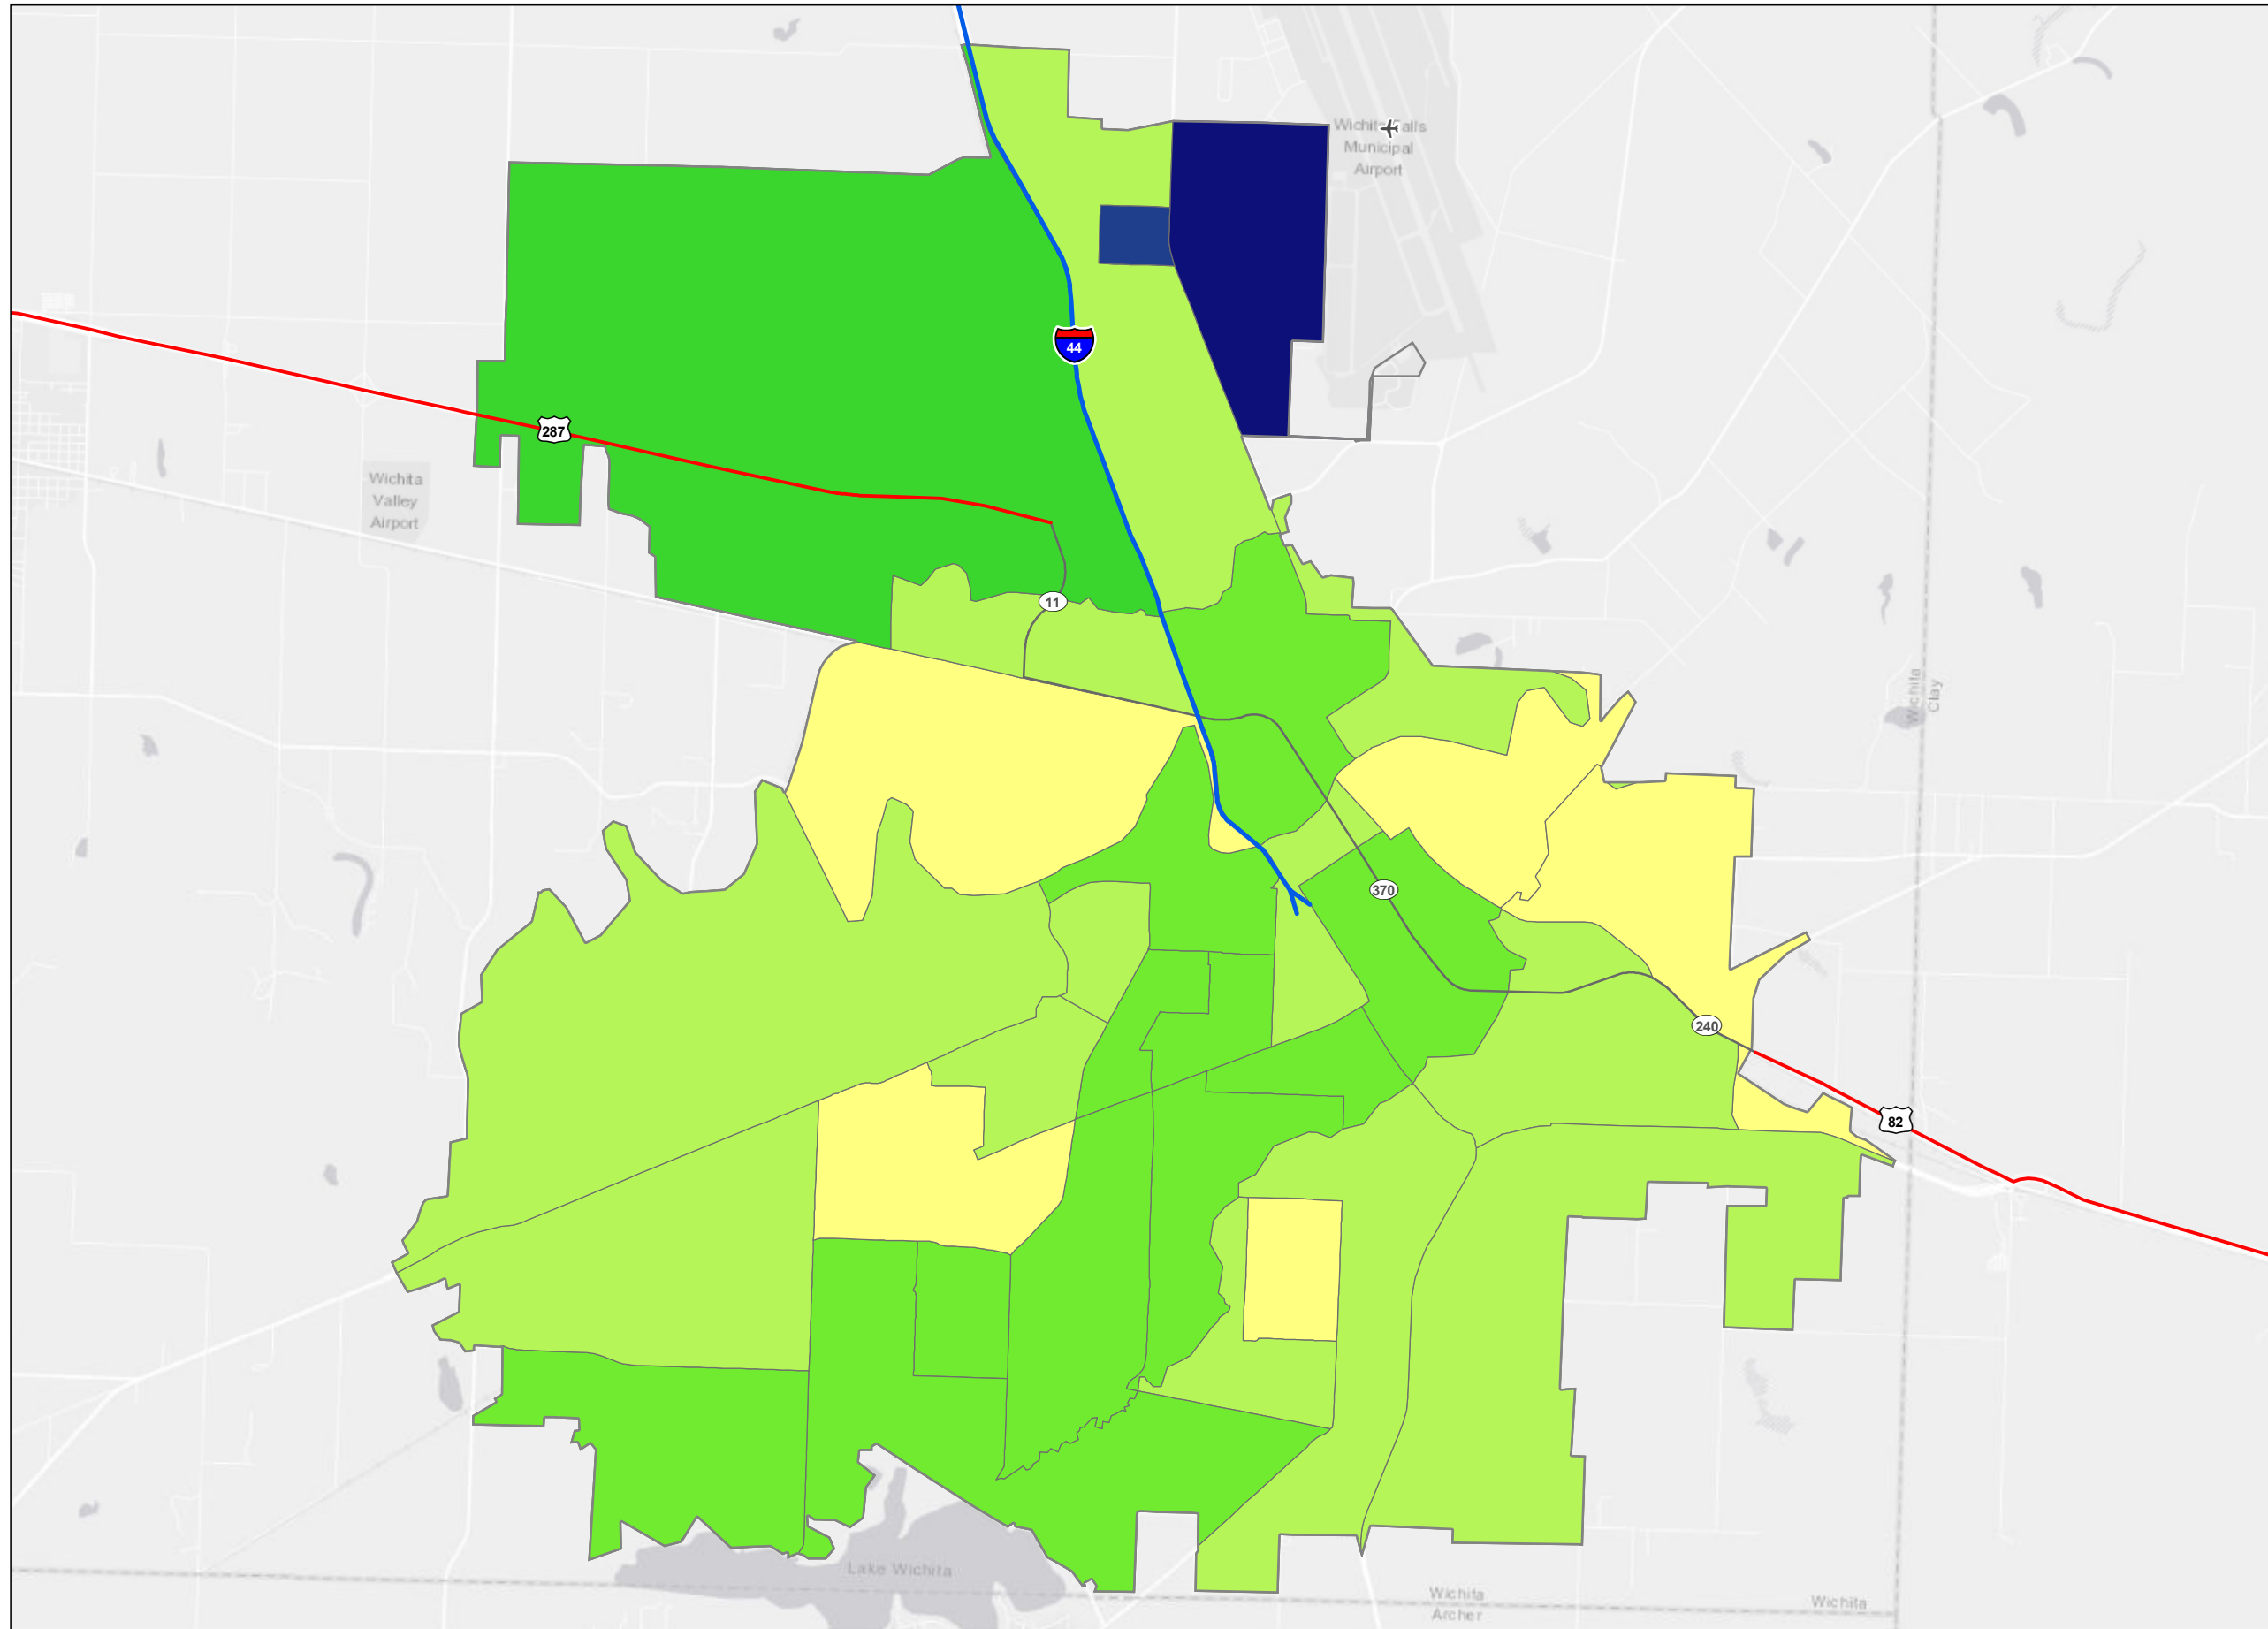 Wichita Falls
Municipal
Airport
44
287
Wichita
Valley
Airport
11
Wichita
Clay
370
240
82
Lake Wichita
Wichita
Archer
Wichita